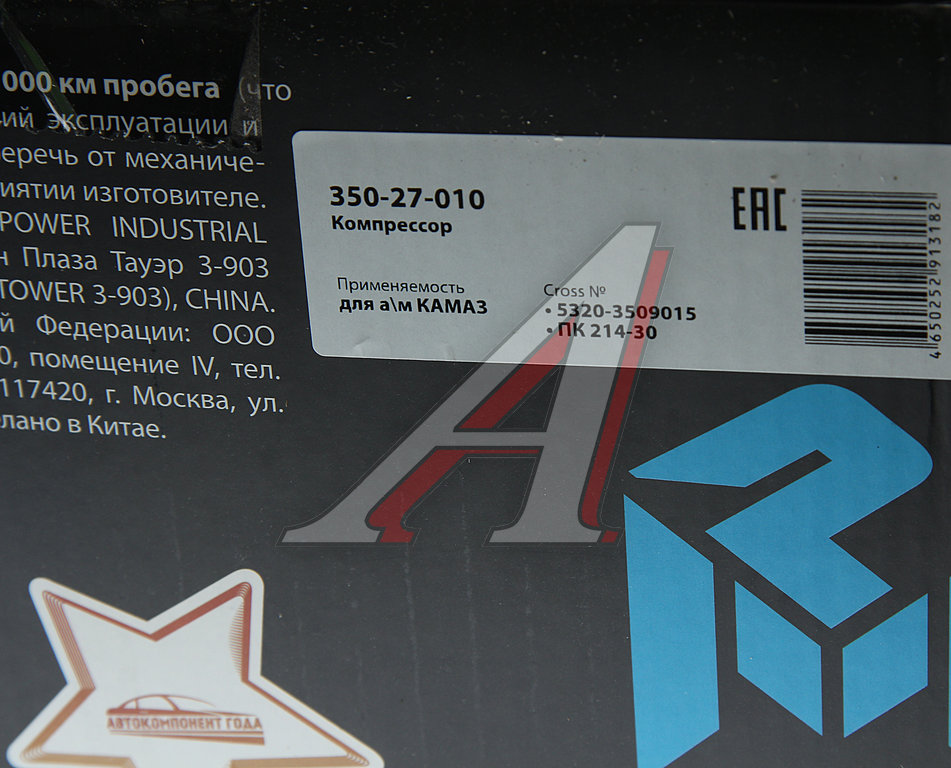 000 км пробега (что
эксплуатации и
от механиче-
изготовителе.
POWER INDUSTRIAL
Плаза Тауэр 3-903
TOWER 3-903), CHINA.
Федерации: ООО
помещение IV, тел.
117420, г. Москва, ул.
в Китае.
350-27-010
Компрессор
Применяемость
для а\м КАМАЗ
Cross №
• 5320-3509015
• ПК 214-30
EAC
4650252913182
АВТОКОМПОНЕНТ ГОДА